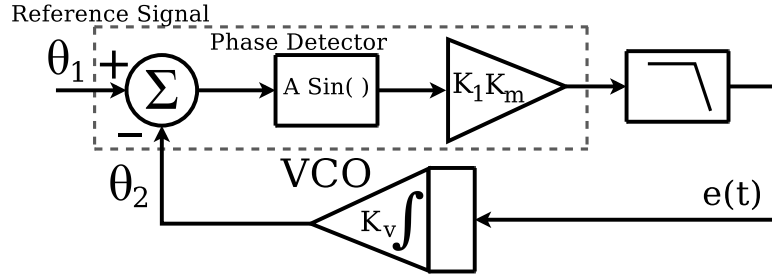 Reference Signal
Phase Detector
θ1
+
Σ
A Sin( )
K1Km
−
θ2
VCO
Kv∫
e(t)